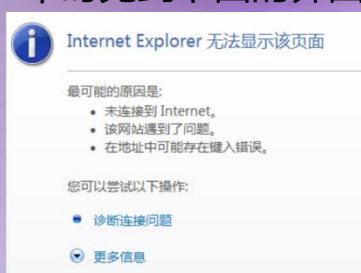 Internet Explorer 无法显示该页面
最可能的原因是:
• 未连接到 Internet。
• 该网站遇到了问题。
• 在地址中可能存在键入错误。
您可以尝试以下操作:
诊断连接问题
更多信息